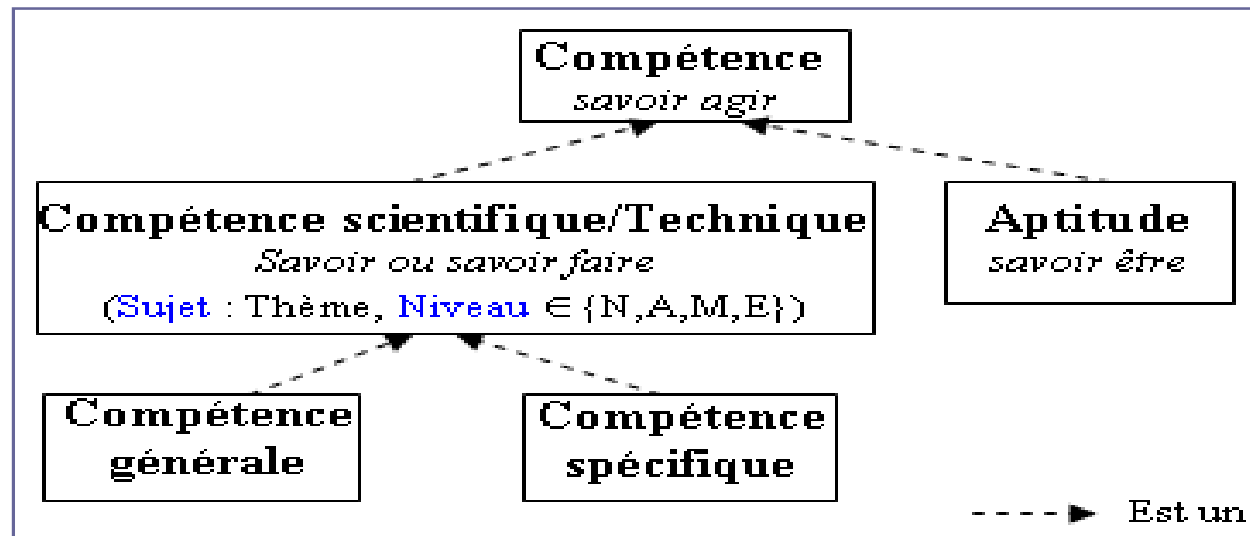 Compétence
savoir agir
Compétence scientifique/Technique
Savoir ou savoir faire
(Sujet : Thème, Niveau ∈ {N,A,M,E})
Aptitude
savoir être
Compétence
générale
Compétence
spécifique
Est un